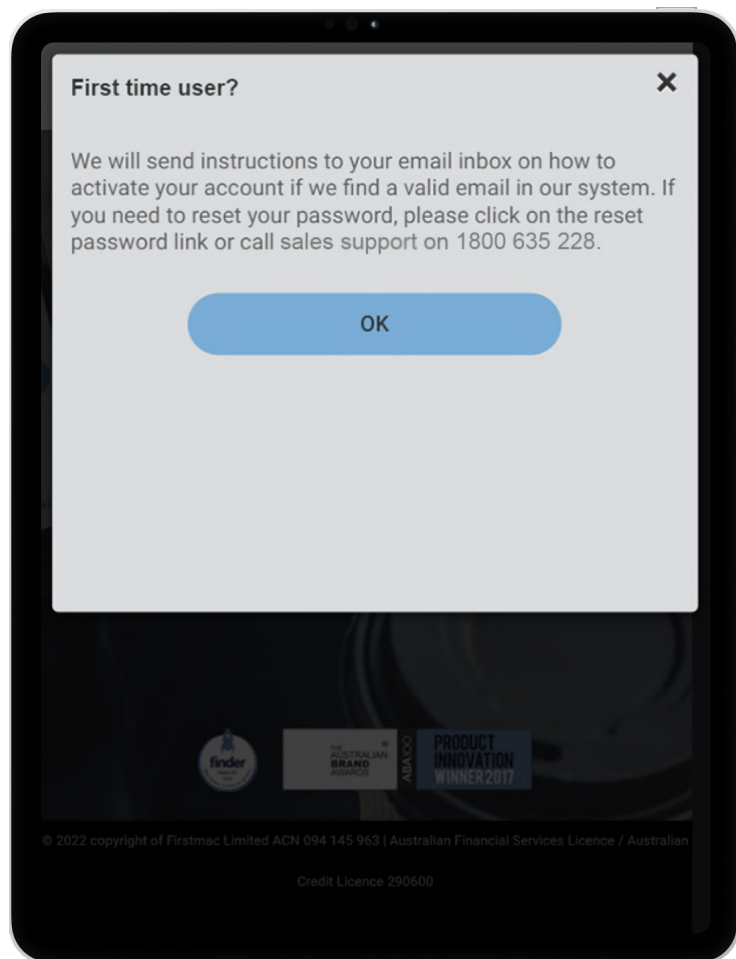 First time user?
We will send instructions to your email inbox on how to
activate your account if we find a valid email in our system. If
you need to reset your password, please click on the reset
password link or call sales support on 1800 635 228.
OK
finder
THE
AUSTRALIAN
BRAND
AWARDS
ABA100
PRODUCT
INNOVATION
WINNER 2017
© 2022 copyright of Firstmac Limited ACN 094 145 963 | Australian Financial Services Licence / Australian
Credit Licence 290600